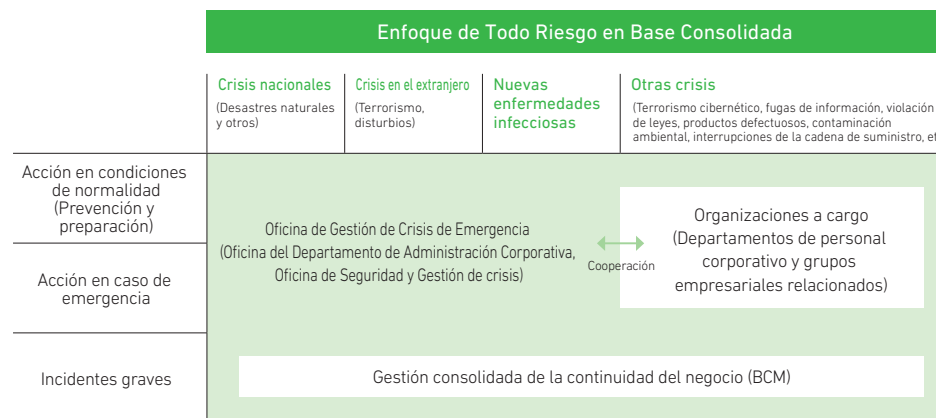 Enfoque de Todo Riesgo en Base Consolidada
Crisis nacionales
(Desastres naturales
y otros)
Crisis en el extranjero
(Terrorismo,
disturbios)
Nuevas
enfermedades
infecciosas
Otras crisis
(Terrorismo cibernético, fugas de información, violación
de leyes, productos defectuosos, contaminación
ambiental, interrupciones de la cadena de suministro, et
Acción en condiciones
de normalidad
(Prevención y
preparación)
Oficina de Gestión de Crisis de Emergencia
(Oficina del Departamento de Administración Corporativa,
Oficina de Seguridad y Gestión de crisis)
Cooperación
Organizaciones a cargo
(Departamentos de personal
corporativo y grupos
empresariales relacionados)
Acción en caso de
emergencia
Incidentes graves
Gestión consolidada de la continuidad del negocio (BCM)